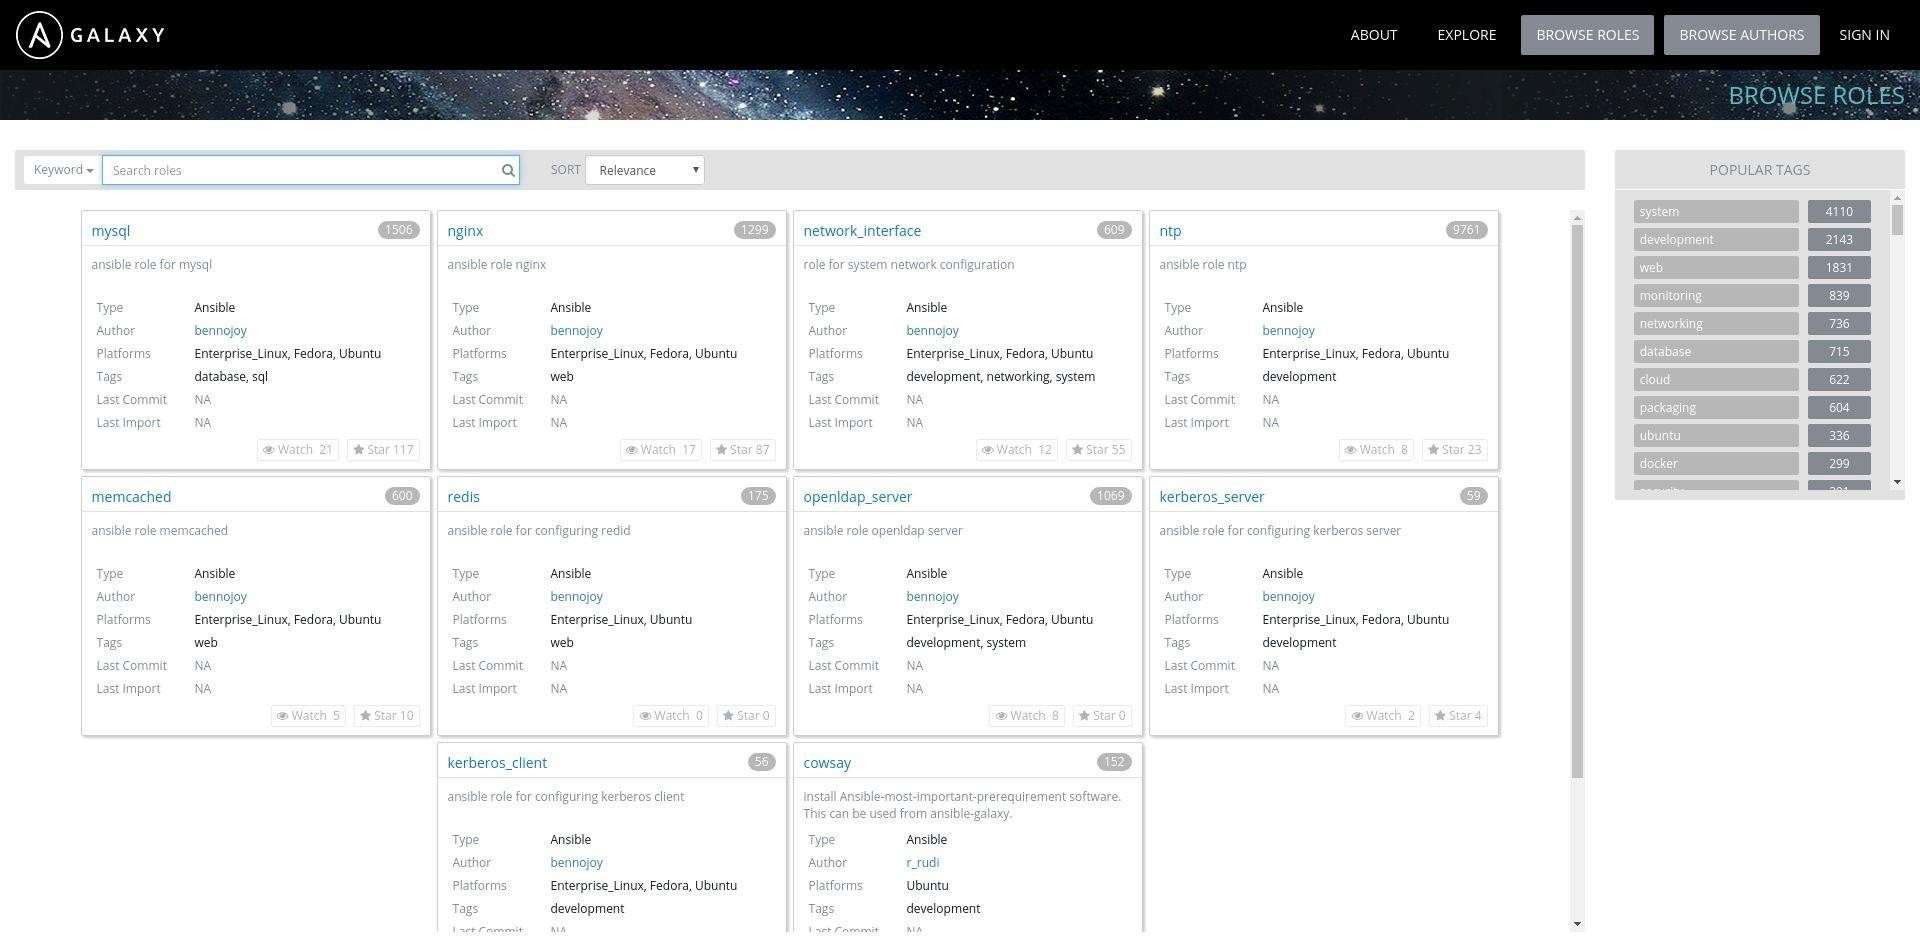 GALAXY
ABOUT EXPLORE BROWSE ROLES BROWSE AUTHORS SIGN IN
BROWSE ROLES
Keyword Search roles SORT Relevance
mysql 1506
ansible role for mysql
Type Ansible
Author bennojoy
Platforms Enterprise_Linux, Fedora, Ubuntu
Tags database, sql
Last Commit NA
Last Import NA
Watch 21 Star 117
nginx 1299
ansible role nginx
Type Ansible
Author bennojoy
Platforms Enterprise_Linux, Fedora, Ubuntu
Tags web
Last Commit NA
Last Import NA
Watch 17 Star 87
network_interface 609
role for system network configuration
Type Ansible
Author bennojoy
Platforms Enterprise_Linux, Fedora, Ubuntu
Tags development, networking, system
Last Commit NA
Last Import NA
Watch 12 Star 55
ntp 9761
ansible role ntp
Type Ansible
Author bennojoy
Platforms Enterprise_Linux, Fedora, Ubuntu
Tags development
Last Commit NA
Last Import NA
Watch 8 Star 23
memcached 600
ansible role memcached
Type Ansible
Author bennojoy
Platforms Enterprise_Linux, Fedora, Ubuntu
Tags web
Last Commit NA
Last Import NA
Watch 5 Star 10
redis 175
ansible role for configuring redid
Type Ansible
Author bennojoy
Platforms Enterprise_Linux, Ubuntu
Tags web
Last Commit NA
Last Import NA
Watch 0 Star 0
openldap_server 1069
ansible role openldap server
Type Ansible
Author bennojoy
Platforms Enterprise_Linux, Fedora, Ubuntu
Tags development, system
Last Commit NA
Last Import NA
Watch 8 Star 0
kerberos_server 59
ansible role for configuring kerberos server
Type Ansible
Author bennojoy
Platforms Enterprise_Linux, Fedora, Ubuntu
Tags development
Last Commit NA
Last Import NA
Watch 2 Star 4
kerberos_client 56
ansible role for configuring kerberos client
Type Ansible
Author bennojoy
Platforms Enterprise_Linux, Fedora, Ubuntu
Tags development
Last Commit NA
cowsay 152
install Ansible-most-important-prerequirement software.
This can be used from ansible-galaxy.
Type Ansible
Author r_rudi
Platforms Ubuntu
Tags development
Last Commit NA
POPULAR TAGS
system 4110
development 2143
web 1831
monitoring 839
networking 736
database 715
cloud 622
packaging 604
ubuntu 336
docker 299